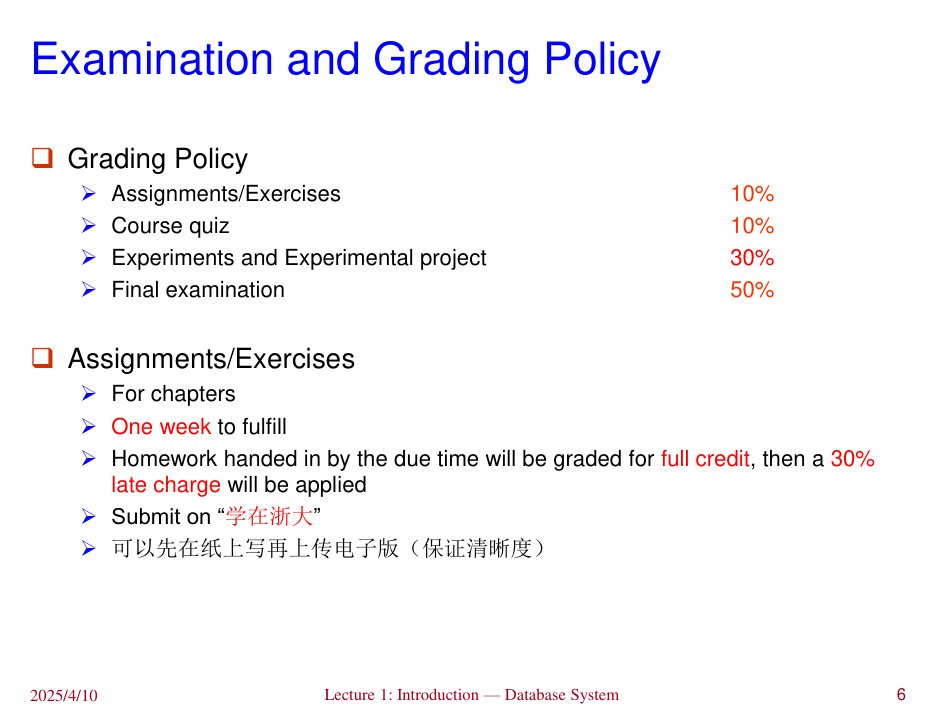 Examination and Grading Policy
Grading Policy
Assignments/Exercises 10%
Course quiz 10%
Experiments and Experimental project 30%
Final examination 50%
Assignments/Exercises
For chapters
One week to fulfill
Homework handed in by the due time will be graded for full credit, then a 30%
late charge will be applied
Submit on “学在浙大”
可以先在纸上写再上传电子版（保证清晰度）
2025/4/10 Lecture 1: Introduction — Database System 6